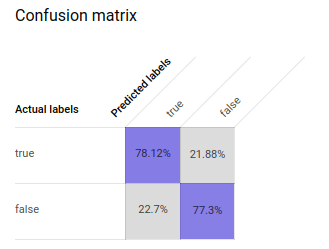 Confusion matrix
Predicted labels
Actual labels true false
true 78.12% 21.88%
false 22.7% 77.3%